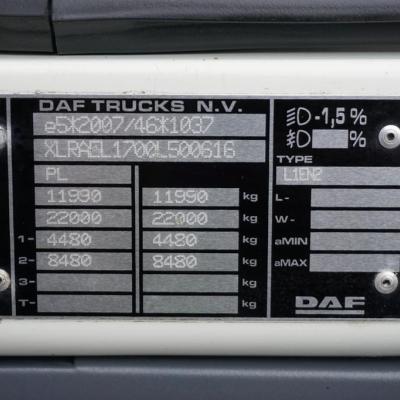 DAF TRUCKS N.V.
e5*2007/46*1037
XLRAEL1700L500616
PL
11990 11990 kg
22000 22000 kg
1- 4480 4480 kg
2- 8480 8480 kg
3- kg
T- kg
-1,5 %
%
TYPE
L1EN2
L-
W-
aMIN
aMAX
DAF